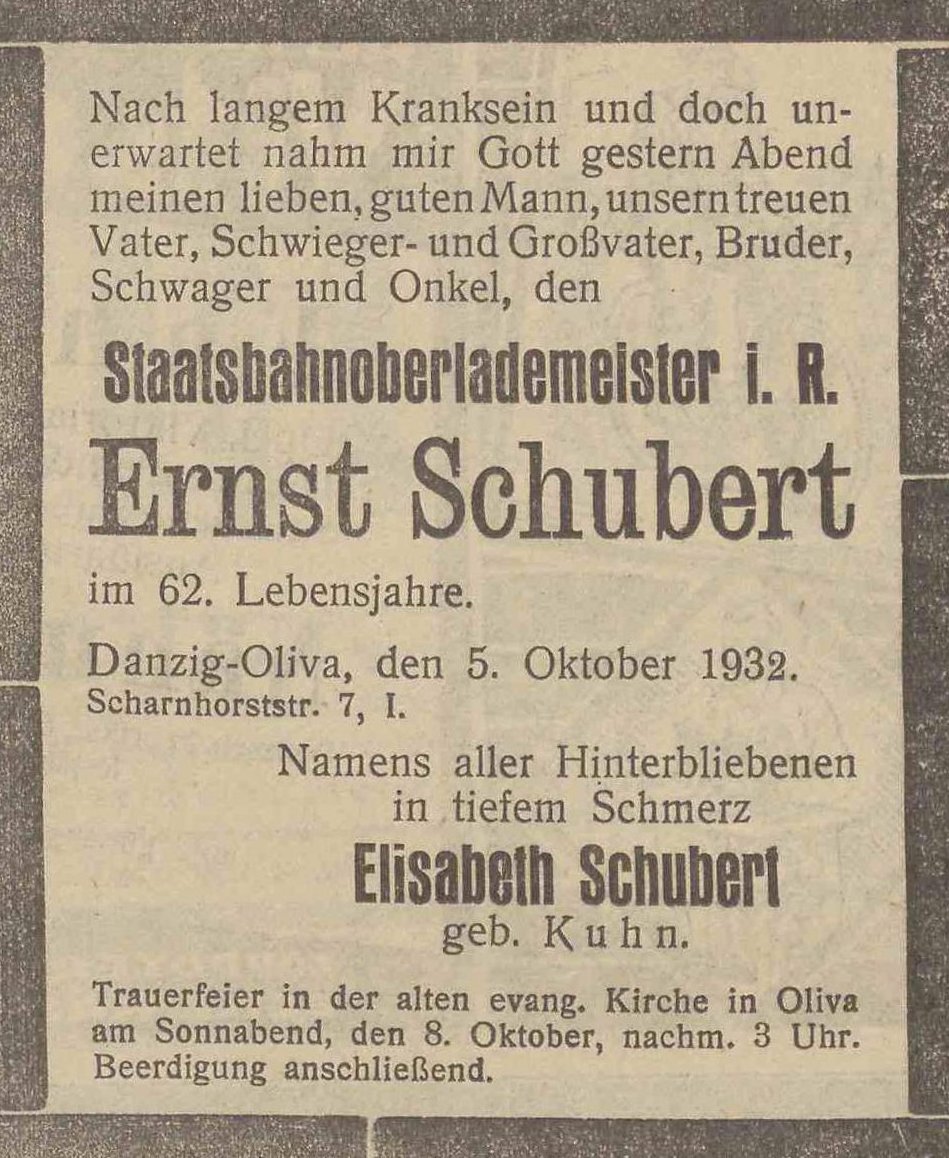 Nach langem Kranksein und doch un-
erwartet nahm mir Gott gestern Abend
meinen lieben, guten Mann, unsern treuen
Vater, Schwieger- und Großvater, Bruder,
Schwager und Onkel, den
Staatsbahnoberlademeister i. R.
Ernst Schubert
im 62. Lebensjahre.
Danzig-Oliva, den 5. Oktober 1932.
Scharnhorststr. 7, I.
Namens aller Hinterbliebenen
in tiefem Schmerz
Elisabeth Schubert
geb. Kuhn.
Trauerfeier in der alten evang. Kirche in Oliva
am Sonnabend, den 8. Oktober, nachm. 3 Uhr.
Beerdigung anschließend.